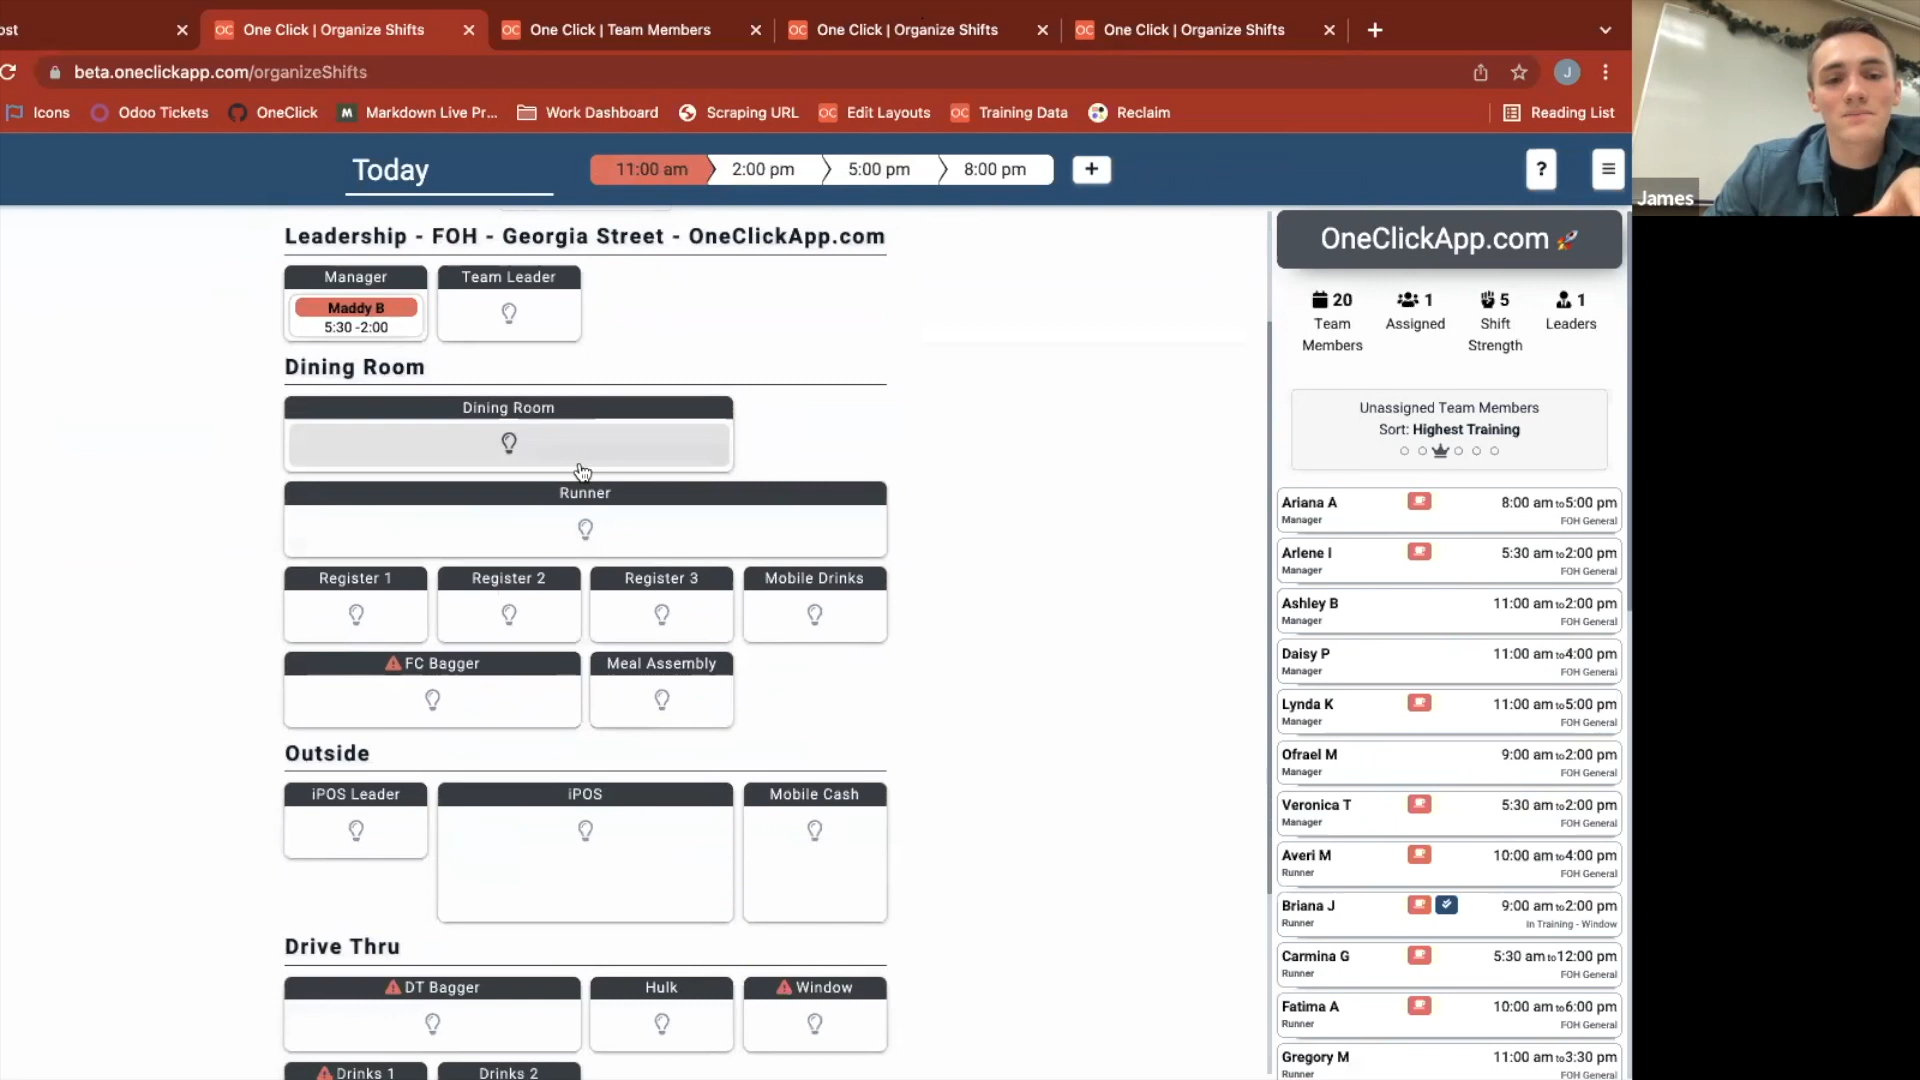 ost
One Click | Organize Shifts
One Click | Team Members
One Click | Organize Shifts
One Click | Organize Shifts
beta.oneclickapp.com/organizeShifts
J
Icons
Odoo Tickets
OneClick
Markdown Live Pr...
Work Dashboard
Scraping URL
Edit Layouts
Training Data
Reclaim
Reading List
Today
11:00 am
2:00 pm
5:00 pm
8:00 pm
+
?
James
Leadership - FOH - Georgia Street - OneClickApp.com
Manager
Maddy B
5:30 -2:00
Team Leader
Dining Room
Dining Room
Runner
Register 1
Register 2
Register 3
Mobile Drinks
FC Bagger
Meal Assembly
Outside
iPOS Leader
iPOS
Mobile Cash
Drive Thru
DT Bagger
Hulk
Window
Drinks 1
Drinks 2
OneClickApp.com
20
Team
Members
1
Assigned
5
Shift
Strength
1
Leaders
Unassigned Team Members
Sort: Highest Training
Ariana A 8:00 am to 5:00 pm
Manager FOH General
Arlene I 5:30 am to 2:00 pm
Manager FOH General
Ashley B 11:00 am to 2:00 pm
Manager FOH General
Daisy P 11:00 am to 4:00 pm
Manager FOH General
Lynda K 11:00 am to 5:00 pm
Manager FOH General
Ofrael M 9:00 am to 2:00 pm
Manager FOH General
Veronica T 5:30 am to 2:00 pm
Manager FOH General
Averi M 10:00 am to 4:00 pm
Runner FOH General
Briana J 9:00 am to 2:00 pm
Runner In Training - Window
Carmina G 5:30 am to 12:00 pm
Runner FOH General
Fatima A 10:00 am to 6:00 pm
Runner FOH General
Gregory M 11:00 am to 3:30 pm
Runner FOH General